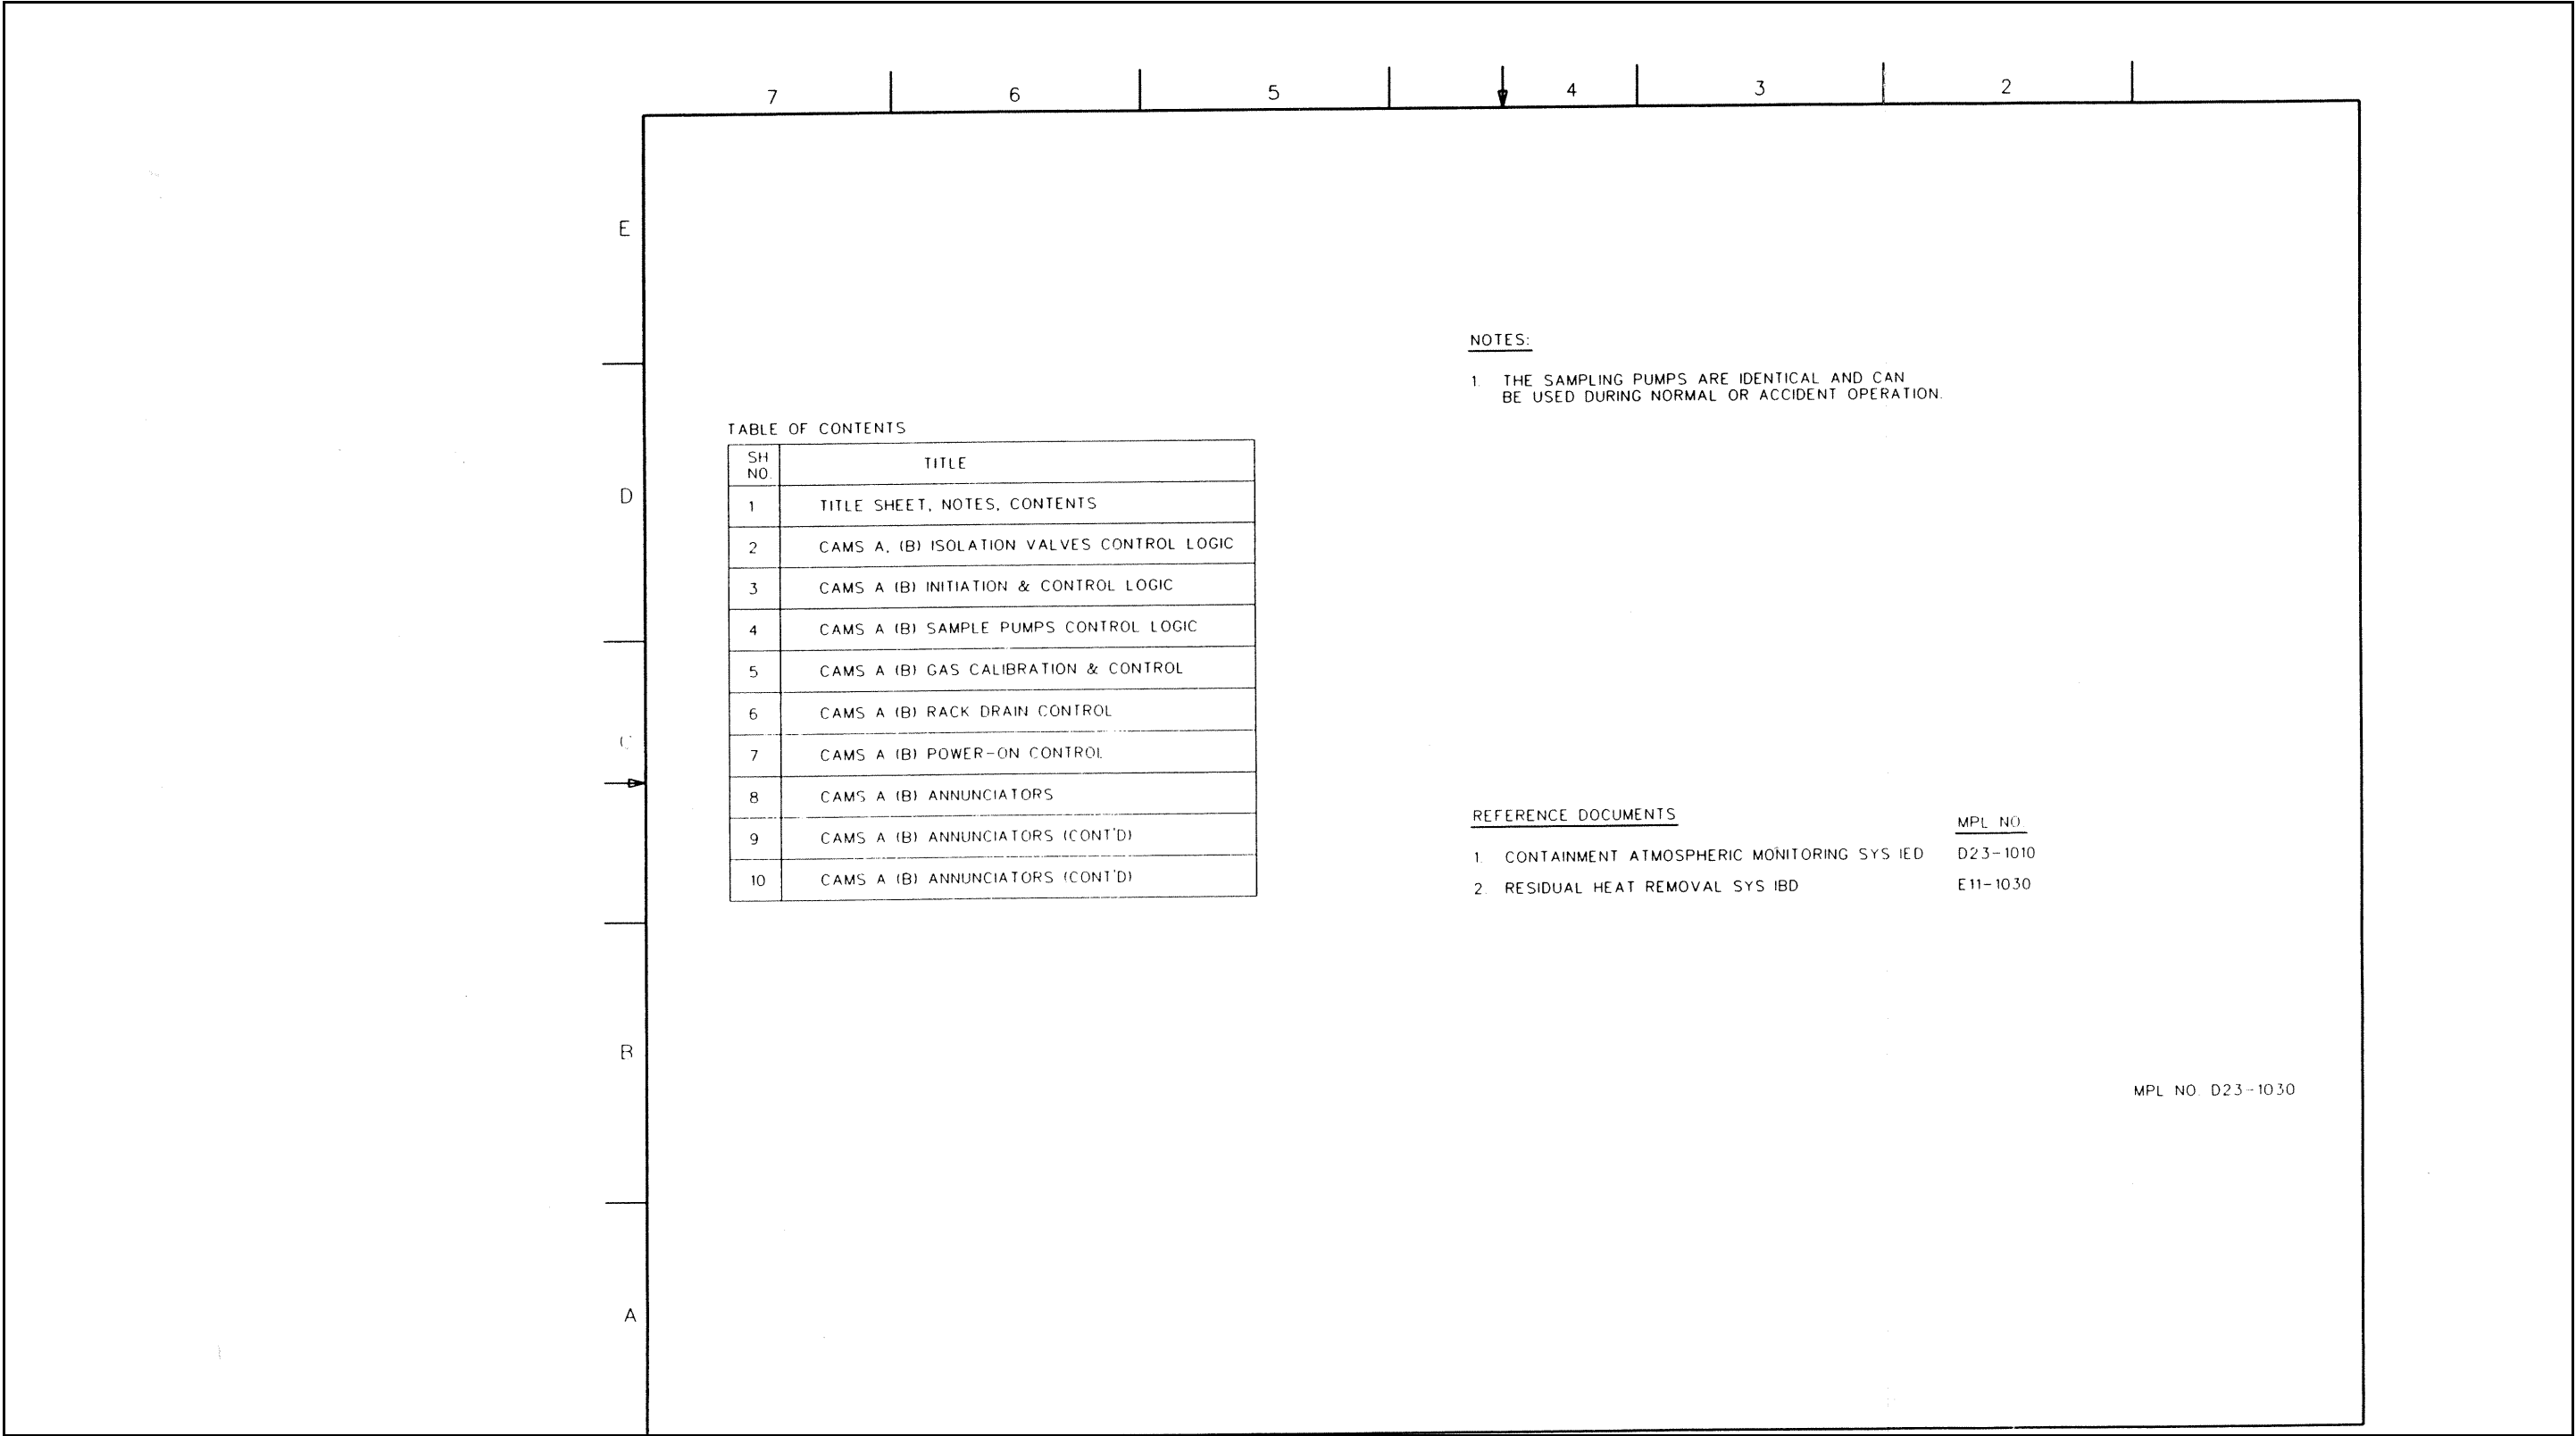 7 6 5 4 3 2
E
D
C
B
A
TABLE OF CONTENTS
SH NO. TITLE
1 TITLE SHEET, NOTES, CONTENTS
2 CAMS A, (B) ISOLATION VALVES CONTROL LOGIC
3 CAMS A (B) INITIATION & CONTROL LOGIC
4 CAMS A (B) SAMPLE PUMPS CONTROL LOGIC
5 CAMS A (B) GAS CALIBRATION & CONTROL
6 CAMS A (B) RACK DRAIN CONTROL
7 CAMS A (B) POWER-ON CONTROL
8 CAMS A (B) ANNUNCIATORS
9 CAMS A (B) ANNUNCIATORS (CONT'D)
10 CAMS A (B) ANNUNCIATORS (CONT'D)
NOTES:
1. THE SAMPLING PUMPS ARE IDENTICAL AND CAN
BE USED DURING NORMAL OR ACCIDENT OPERATION.
REFERENCE DOCUMENTS MPL NO
1. CONTAINMENT ATMOSPHERIC MONITORING SYS IED D23-1010
2. RESIDUAL HEAT REMOVAL SYS IBD E11-1030
MPL NO. D23-1030